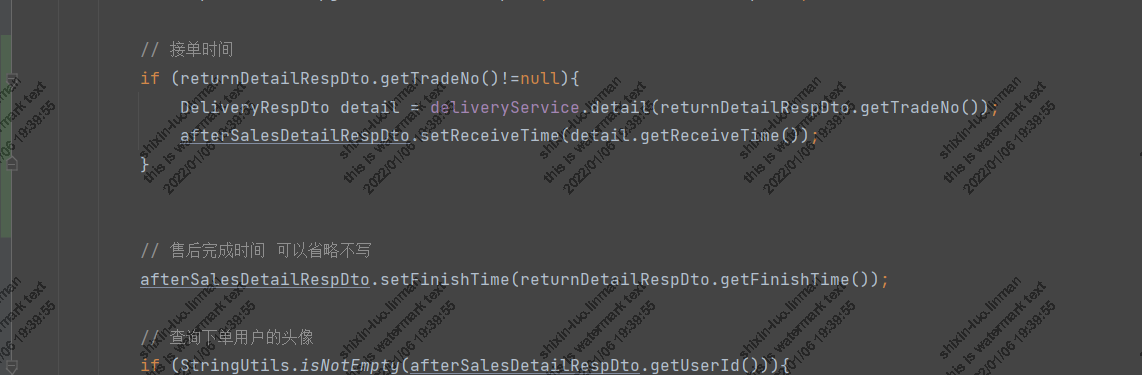 // 接单时间
if (returnDetailRespDto.getTradeNo()!=null){
DeliveryRespDto detail = deliveryService.detail(returnDetailRespDto.getTradeNo());
afterSalesDetailRespDto.setReceiveTime(detail.getReceiveTime());
}
// 售后完成时间 可以省略不写
afterSalesDetailRespDto.setFinishTime(returnDetailRespDto.getFinishTime());
// 查询下单用户的头像
if (StringUtils.isNotEmpty(afterSalesDetailRespDto.getUserId())){
shixin-luo.linman
this is watermark text
2022/01/06 19:39:55
shixin-luo.linman
this is watermark text
2022/01/06 19:39:55
shixin-luo.linman
this is watermark text
2022/01/06 19:39:55
shixin-luo.linman
this is watermark text
2022/01/06 19:39:55
shixin-luo.linman
this is watermark text
2022/01/06 19:39:55
shixin-luo.linman
this is watermark text
2022/01/06 19:39:55
shixin-luo.linman
this is watermark text
2022/01/06 19:39:55
shixin-luo.linman
this is watermark text
2022/01/06 19:39:55
shixin-luo.linman
this is watermark text
2022/01/06 19:39:55
shixin-luo.linman
this is watermark text
2022/01/06 19:39:55